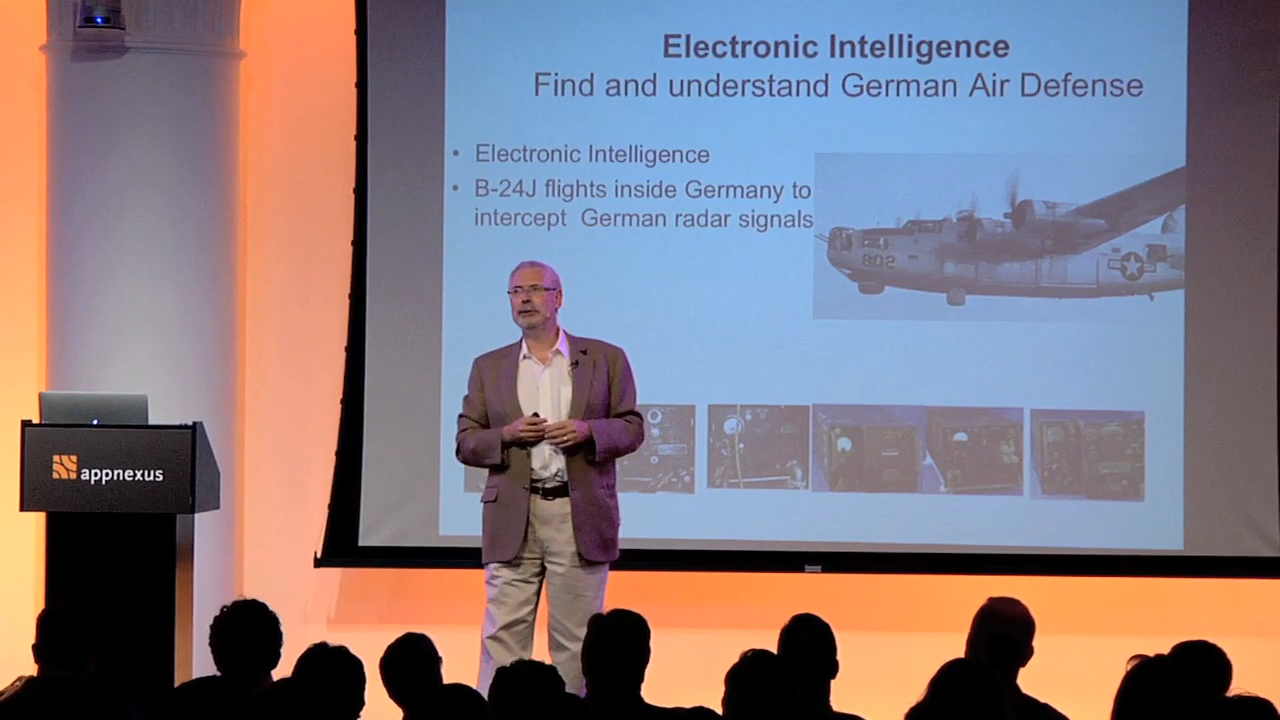 Electronic Intelligence
Find and understand German Air Defense
• Electronic Intelligence
• B-24J flights inside Germany to
intercept German radar signals
802
appnexus